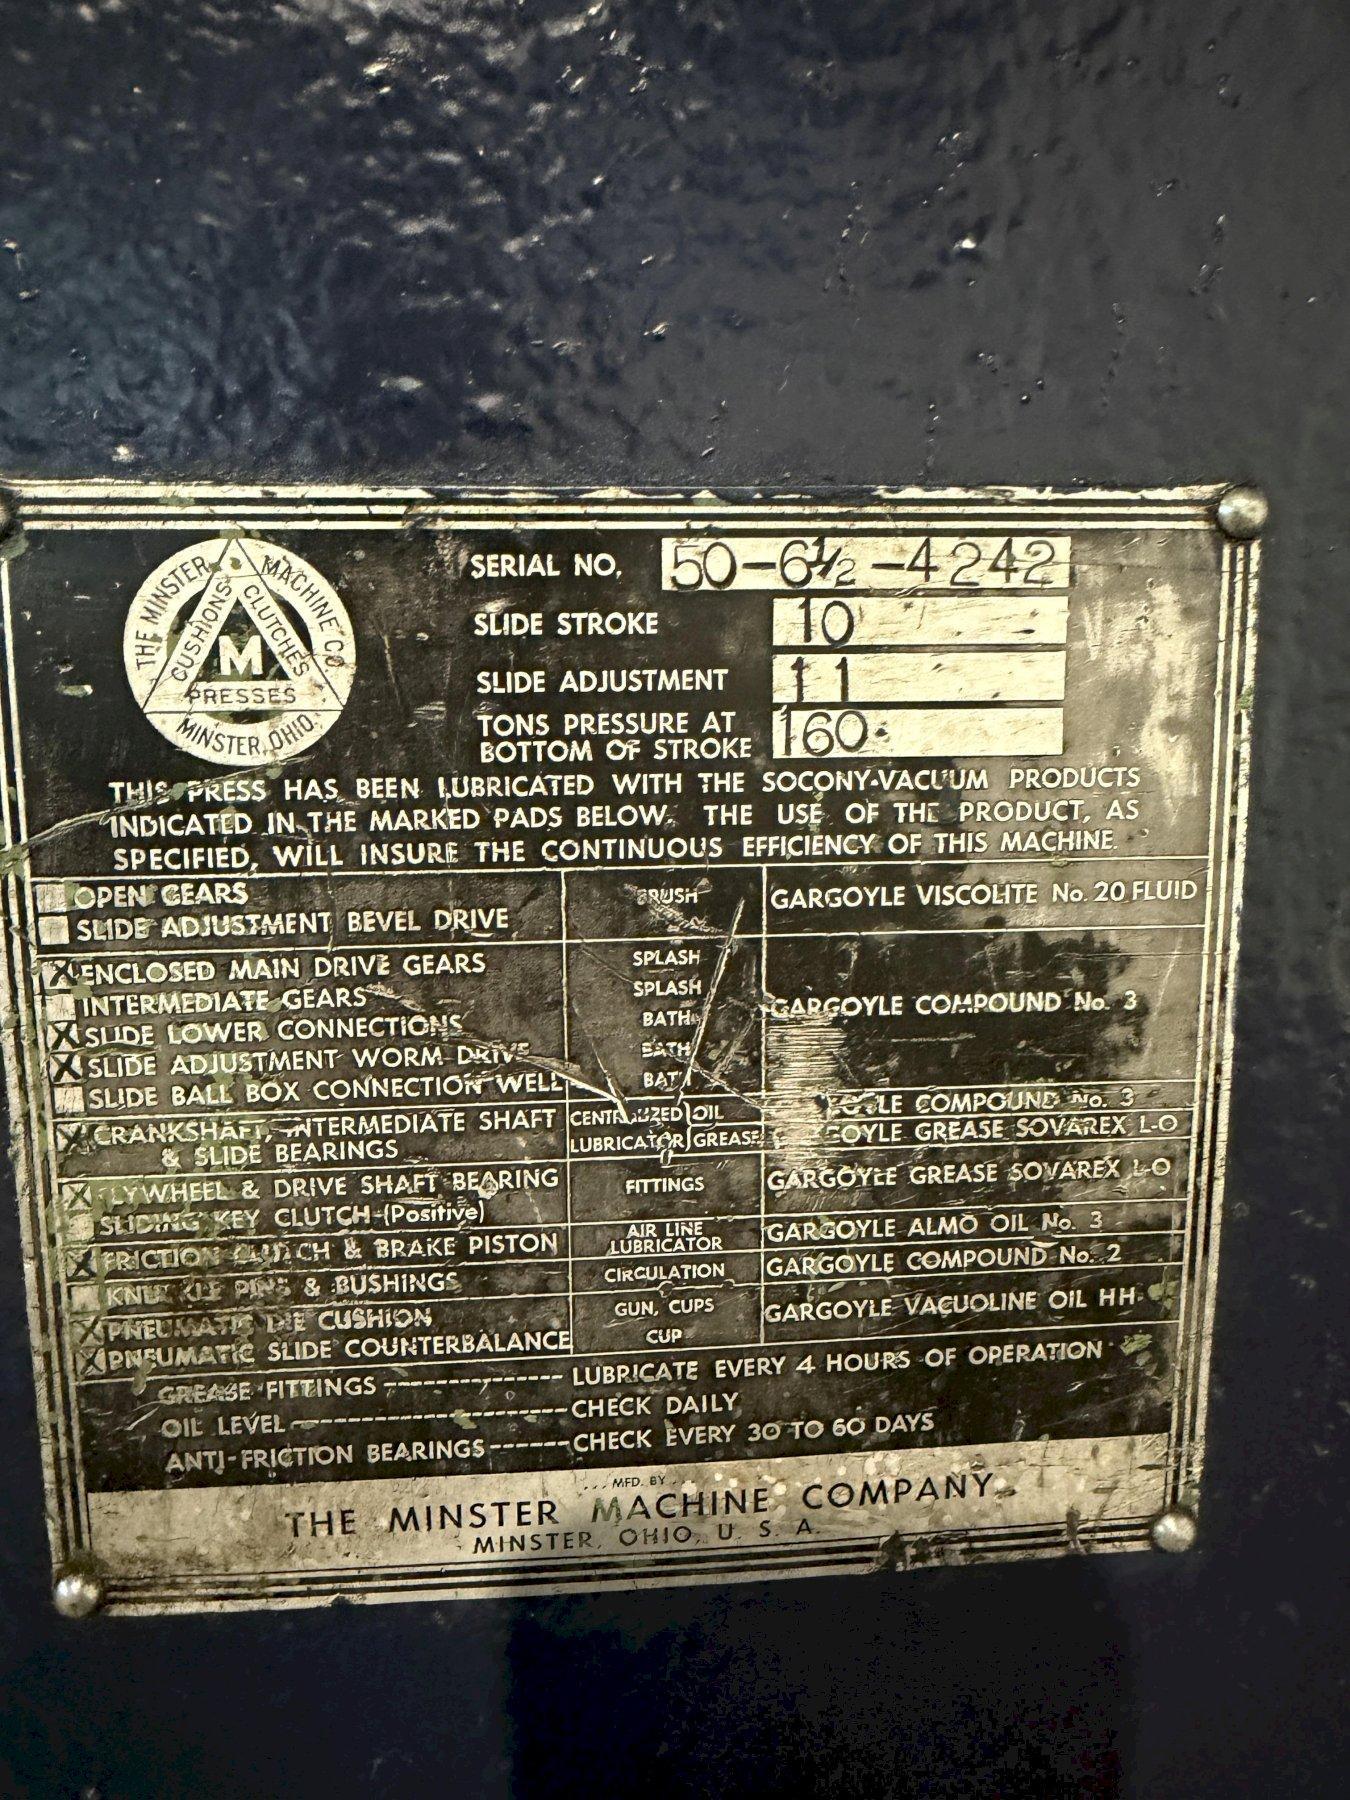 THE MINSTER MACHINE CO.
CUSHIONS CLUTCHES
M
PRESSES
MINSTER, OHIO.
SERIAL NO. 50-6½-4242
SLIDE STROKE 10
SLIDE ADJUSTMENT 11
TONS PRESSURE AT
BOTTOM OF STROKE 160
THIS PRESS HAS BEEN LUBRICATED WITH THE SOCONY-VACUUM PRODUCTS
INDICATED IN THE MARKED PADS BELOW. THE USE OF THE PRODUCT, AS
SPECIFIED, WILL INSURE THE CONTINUOUS EFFICIENCY OF THIS MACHINE.
OPEN GEARS BRUSH GARGOYLE VISCOLITE No. 20 FLUID
SLIDE ADJUSTMENT BEVEL DRIVE
X ENCLOSED MAIN DRIVE GEARS SPLASH
INTERMEDIATE GEARS SPLASH GARGOYLE COMPOUND No. 3
X SLIDE LOWER CONNECTIONS BATH
X SLIDE ADJUSTMENT WORM DRIVE BATH
SLIDE BALL BOX CONNECTION WELL BATH
X CRANKSHAFT, INTERMEDIATE SHAFT CENTRALIZED OIL GARGOYLE COMPOUND No. 3
& SLIDE BEARINGS LUBRICATOR GREASE GARGOYLE GREASE SOVAREX L-O
X FLYWHEEL & DRIVE SHAFT BEARING FITTINGS GARGOYLE GREASE SOVAREX L-O
SLIDING KEY CLUTCH-(Positive)
X FRICTION CLUTCH & BRAKE PISTON AIR LINE LUBRICATOR GARGOYLE ALMO OIL No. 3
KNUCKLE PINS & BUSHINGS CIRCULATION GARGOYLE COMPOUND No. 2
X PNEUMATIC DIE CUSHION GUN, CUPS GARGOYLE VACUOLINE OIL HH
X PNEUMATIC SLIDE COUNTERBALANCE CUP
GREASE FITTINGS -------------- LUBRICATE EVERY 4 HOURS OF OPERATION
OIL LEVEL --------------------- CHECK DAILY
ANTI-FRICTION BEARINGS ------ CHECK EVERY 30 TO 60 DAYS
MFD. BY
THE MINSTER MACHINE COMPANY
MINSTER, OHIO, U. S. A.